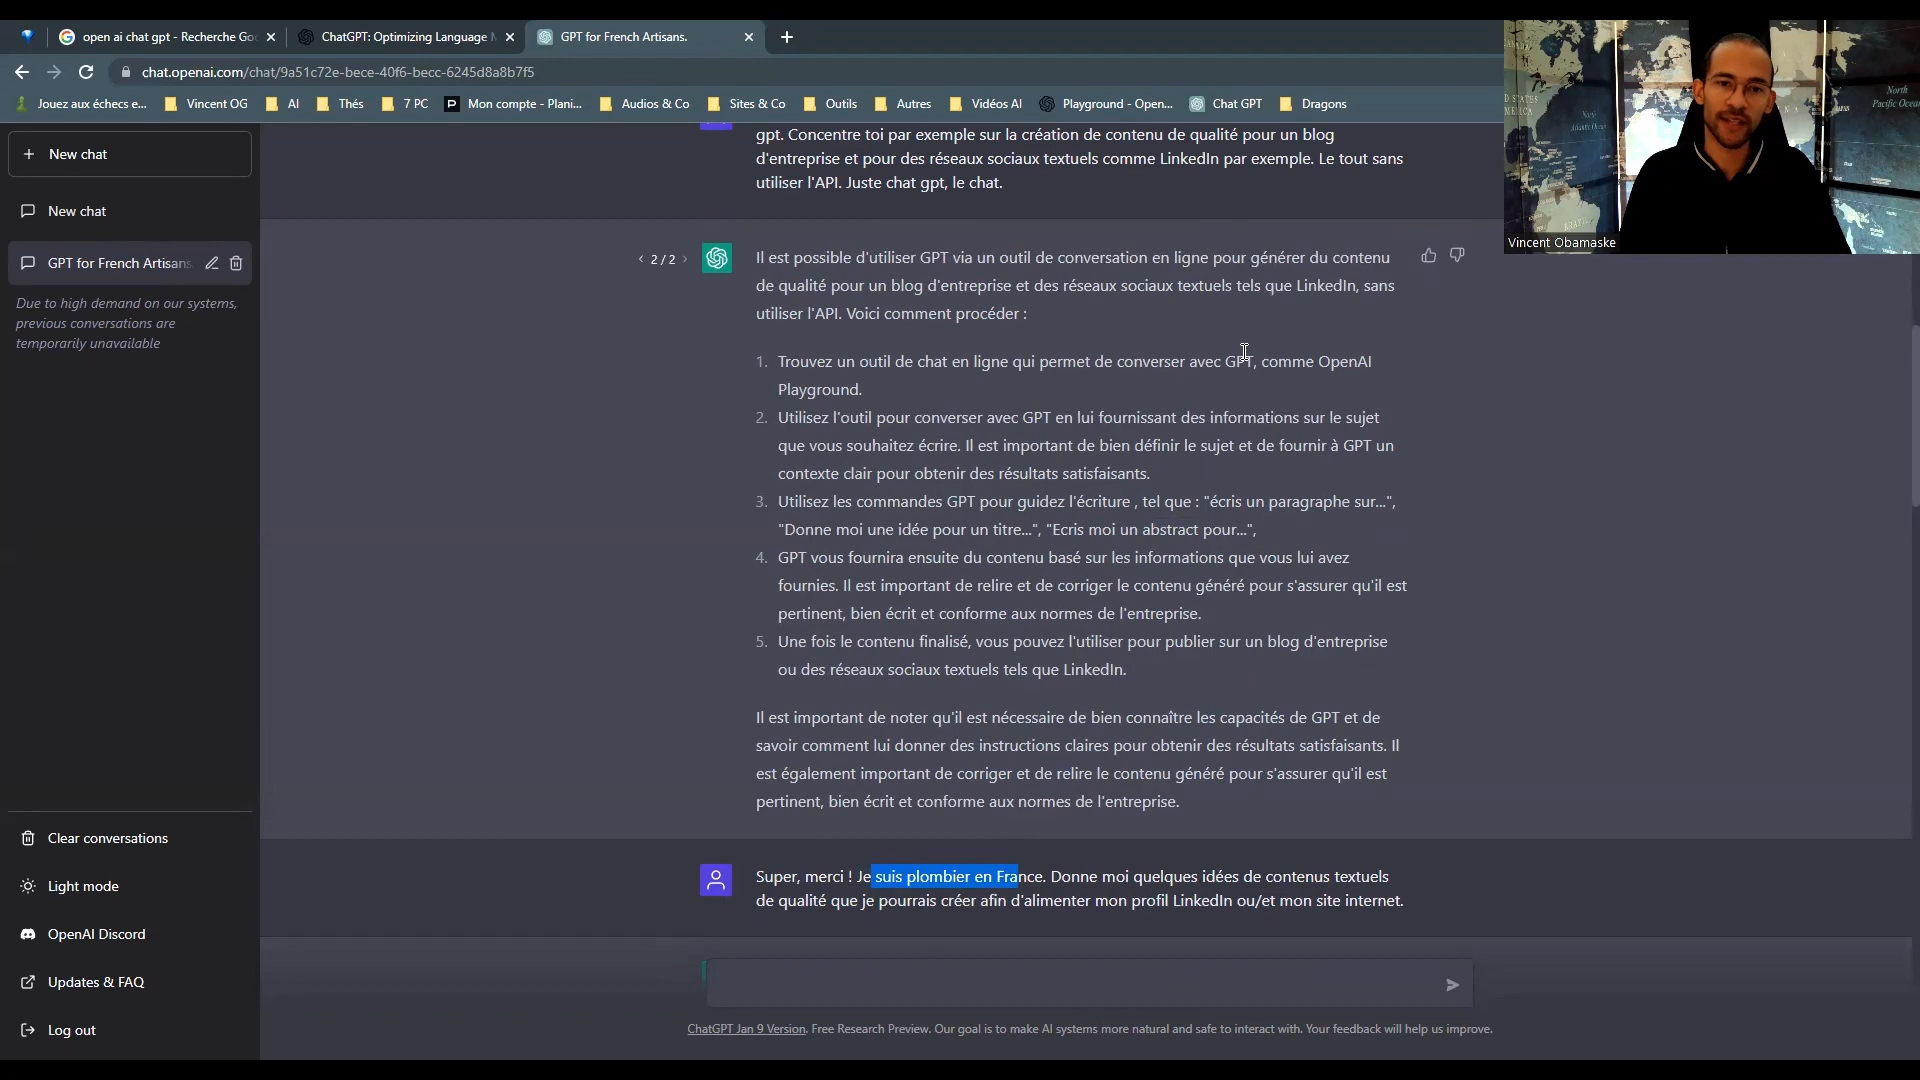 open ai chat gpt - Recherche Go
ChatGPT: Optimizing Language
GPT for French Artisans.
chat.openai.com/chat/9a51c72e-bece-40f6-becc-6245d8a8b7f5
Jouez aux échecs e...
Vincent OG
AI
Thés
7 PC
Mon compte - Plani...
Audios & Co
Sites & Co
Outils
Autres
Vidéos AI
Playground - Open...
Chat GPT
Dragons
North
Pacific Ocean
North
Atlantic Ocean
Vincent Obamaske
New chat
New chat
GPT for French Artisans.
Due to high demand on our systems,
previous conversations are
temporarily unavailable
Clear conversations
Light mode
OpenAI Discord
Updates & FAQ
Log out
gpt. Concentre toi par exemple sur la création de contenu de qualité pour un blog
d'entreprise et pour des réseaux sociaux textuels comme LinkedIn par exemple. Le tout sans
utiliser l'API. Juste chat gpt, le chat.
2 / 2
Il est possible d'utiliser GPT via un outil de conversation en ligne pour générer du contenu
de qualité pour un blog d'entreprise et des réseaux sociaux textuels tels que LinkedIn, sans
utiliser l'API. Voici comment procéder :
1. Trouvez un outil de chat en ligne qui permet de converser avec GPT, comme OpenAI
Playground.
2. Utilisez l'outil pour converser avec GPT en lui fournissant des informations sur le sujet
que vous souhaitez écrire. Il est important de bien définir le sujet et de fournir à GPT un
contexte clair pour obtenir des résultats satisfaisants.
3. Utilisez les commandes GPT pour guidez l'écriture , tel que : "écris un paragraphe sur...",
"Donne moi une idée pour un titre...", "Ecris moi un abstract pour...",
4. GPT vous fournira ensuite du contenu basé sur les informations que vous lui avez
fournies. Il est important de relire et de corriger le contenu généré pour s'assurer qu'il est
pertinent, bien écrit et conforme aux normes de l'entreprise.
5. Une fois le contenu finalisé, vous pouvez l'utiliser pour publier sur un blog d'entreprise
ou des réseaux sociaux textuels tels que LinkedIn.
Il est important de noter qu'il est nécessaire de bien connaître les capacités de GPT et de
savoir comment lui donner des instructions claires pour obtenir des résultats satisfaisants. Il
est également important de corriger et de relire le contenu généré pour s'assurer qu'il est
pertinent, bien écrit et conforme aux normes de l'entreprise.
Super, merci ! Je suis plombier en France. Donne moi quelques idées de contenus textuels
de qualité que je pourrais créer afin d'alimenter mon profil LinkedIn ou/et mon site internet.
ChatGPT Jan 9 Version. Free Research Preview. Our goal is to make AI systems more natural and safe to interact with. Your feedback will help us improve.